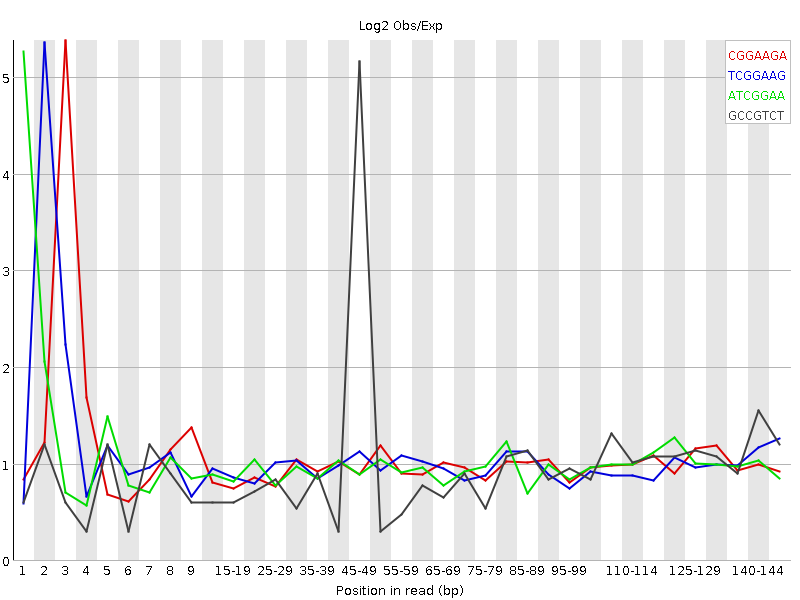 Log2 Obs/Exp
CGGAAGA
TCGGAAG
ATCGGAA
GCCGTCT
5
4
3
2
1
0
1 2 3 4 5 6 7 8 9 15-19 25-29 35-39 45-49 55-59 65-69 75-79 85-89 95-99 110-114 125-129 140-144
Position in read (bp)